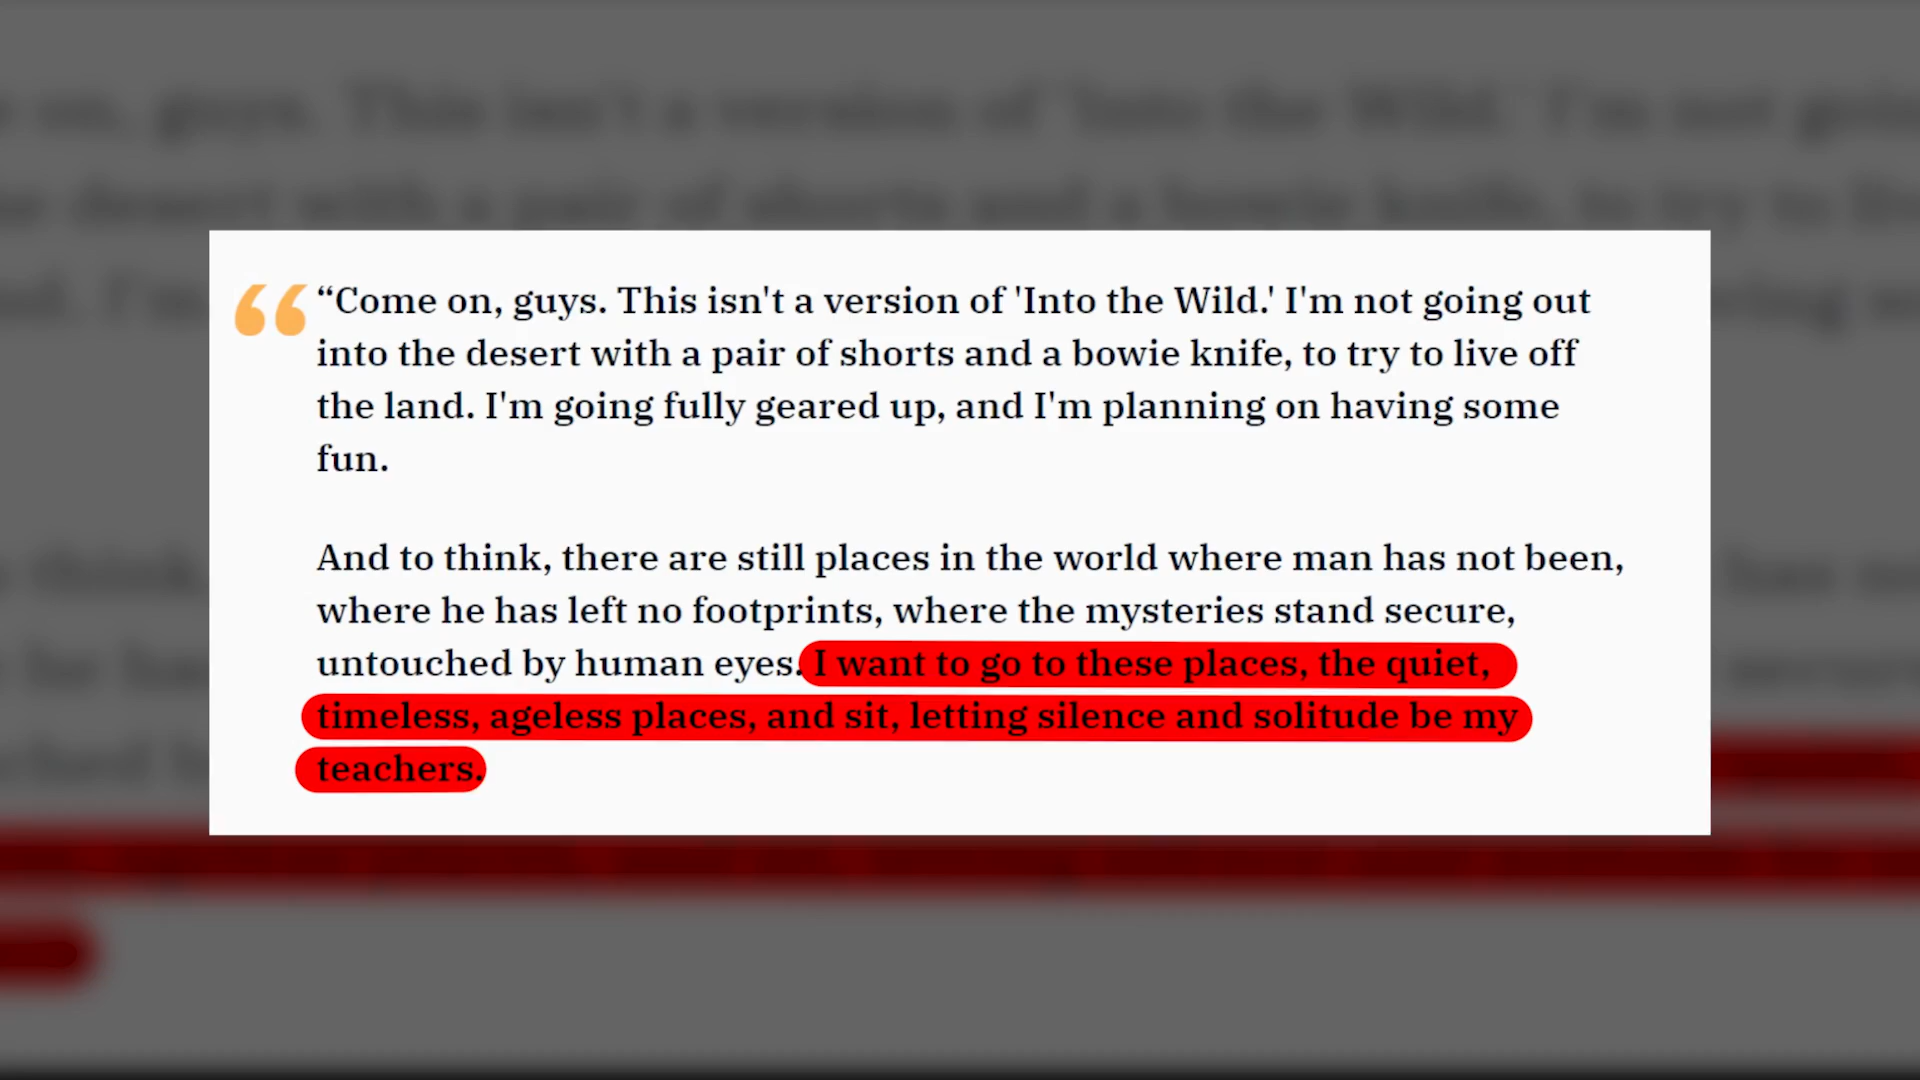 “Come on, guys. This isn't a version of 'Into the Wild.' I'm not going out
into the desert with a pair of shorts and a bowie knife, to try to live off
the land. I'm going fully geared up, and I'm planning on having some
fun.
And to think, there are still places in the world where man has not been,
where he has left no footprints, where the mysteries stand secure,
untouched by human eyes. I want to go to these places, the quiet,
timeless, ageless places, and sit, letting silence and solitude be my
teachers.